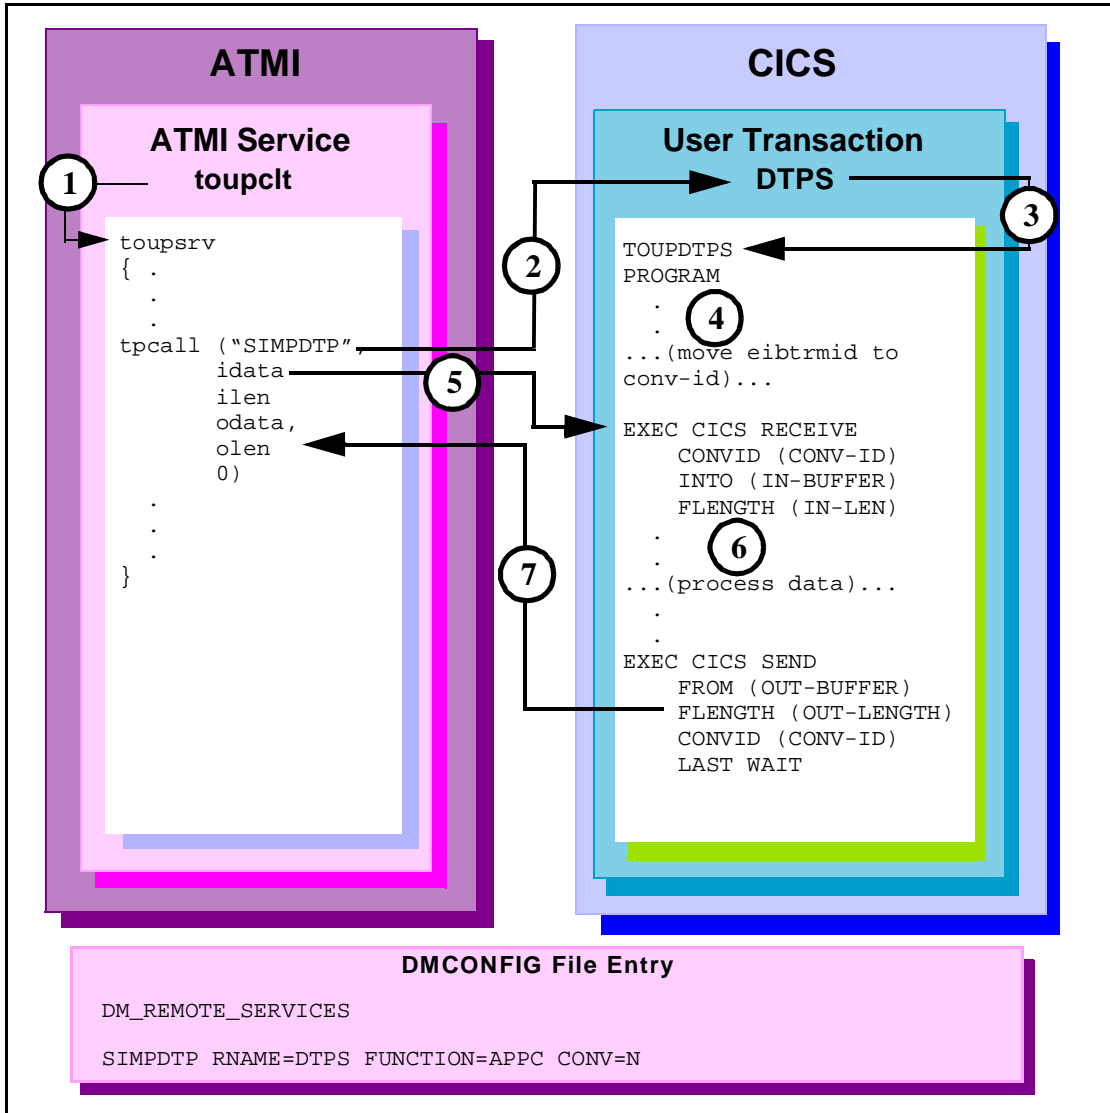 ATMI
ATMI Service
toupclt
1
toupsrv
{ .
.
.
tpcall (“SIMPDTP”,
idata
ilen
odata,
olen
0)
.
.
.
}
2
5
7
CICS
User Transaction
DTPS
3
TOUPDTPS
PROGRAM
.
.
4
...(move eibtrmid to
conv-id)...
EXEC CICS RECEIVE
CONVID (CONV-ID)
INTO (IN-BUFFER)
FLENGTH (IN-LEN)
.
.
6
...(process data)...
.
.
EXEC CICS SEND
FROM (OUT-BUFFER)
FLENGTH (OUT-LENGTH)
CONVID (CONV-ID)
LAST WAIT
DMCONFIG File Entry
DM_REMOTE_SERVICES
SIMPDTP RNAME=DTPS FUNCTION=APPC CONV=N